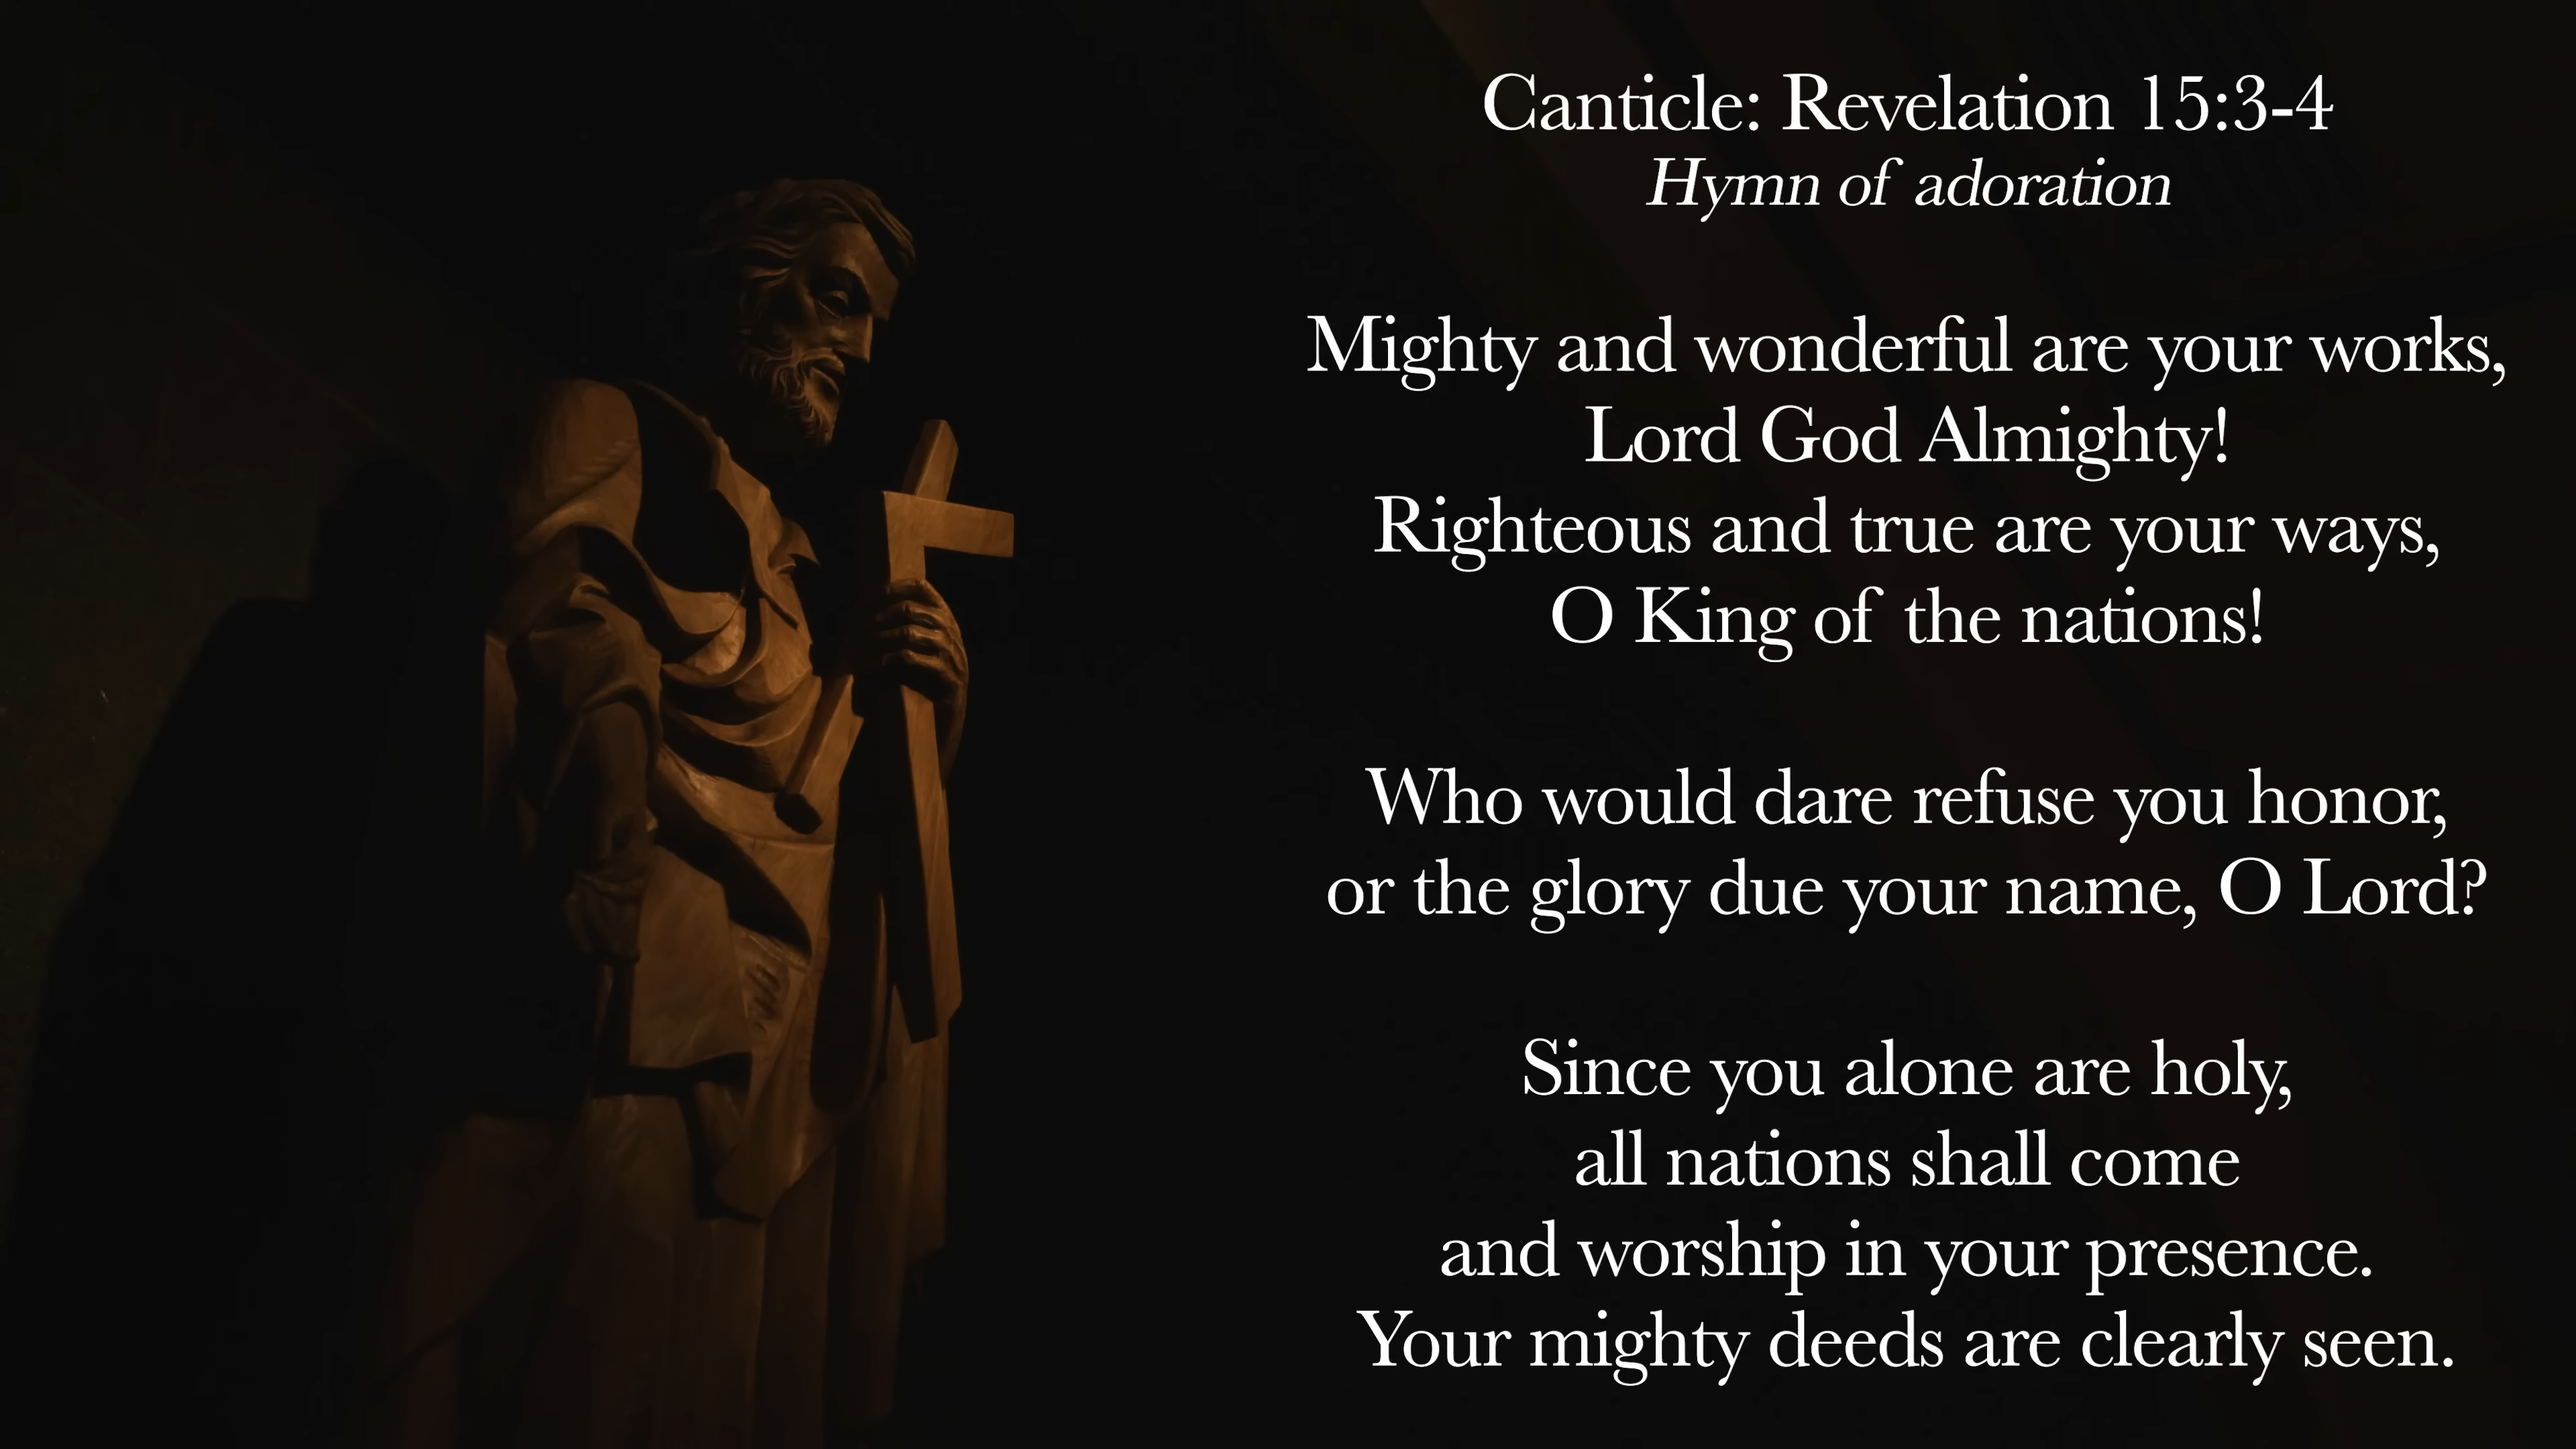 Canticle: Revelation 15:3-4
Hymn of adoration
Mighty and wonderful are your works,
Lord God Almighty!
Righteous and true are your ways,
O King of the nations!
Who would dare refuse you honor,
or the glory due your name, O Lord?
Since you alone are holy,
all nations shall come
and worship in your presence.
Your mighty deeds are clearly seen.